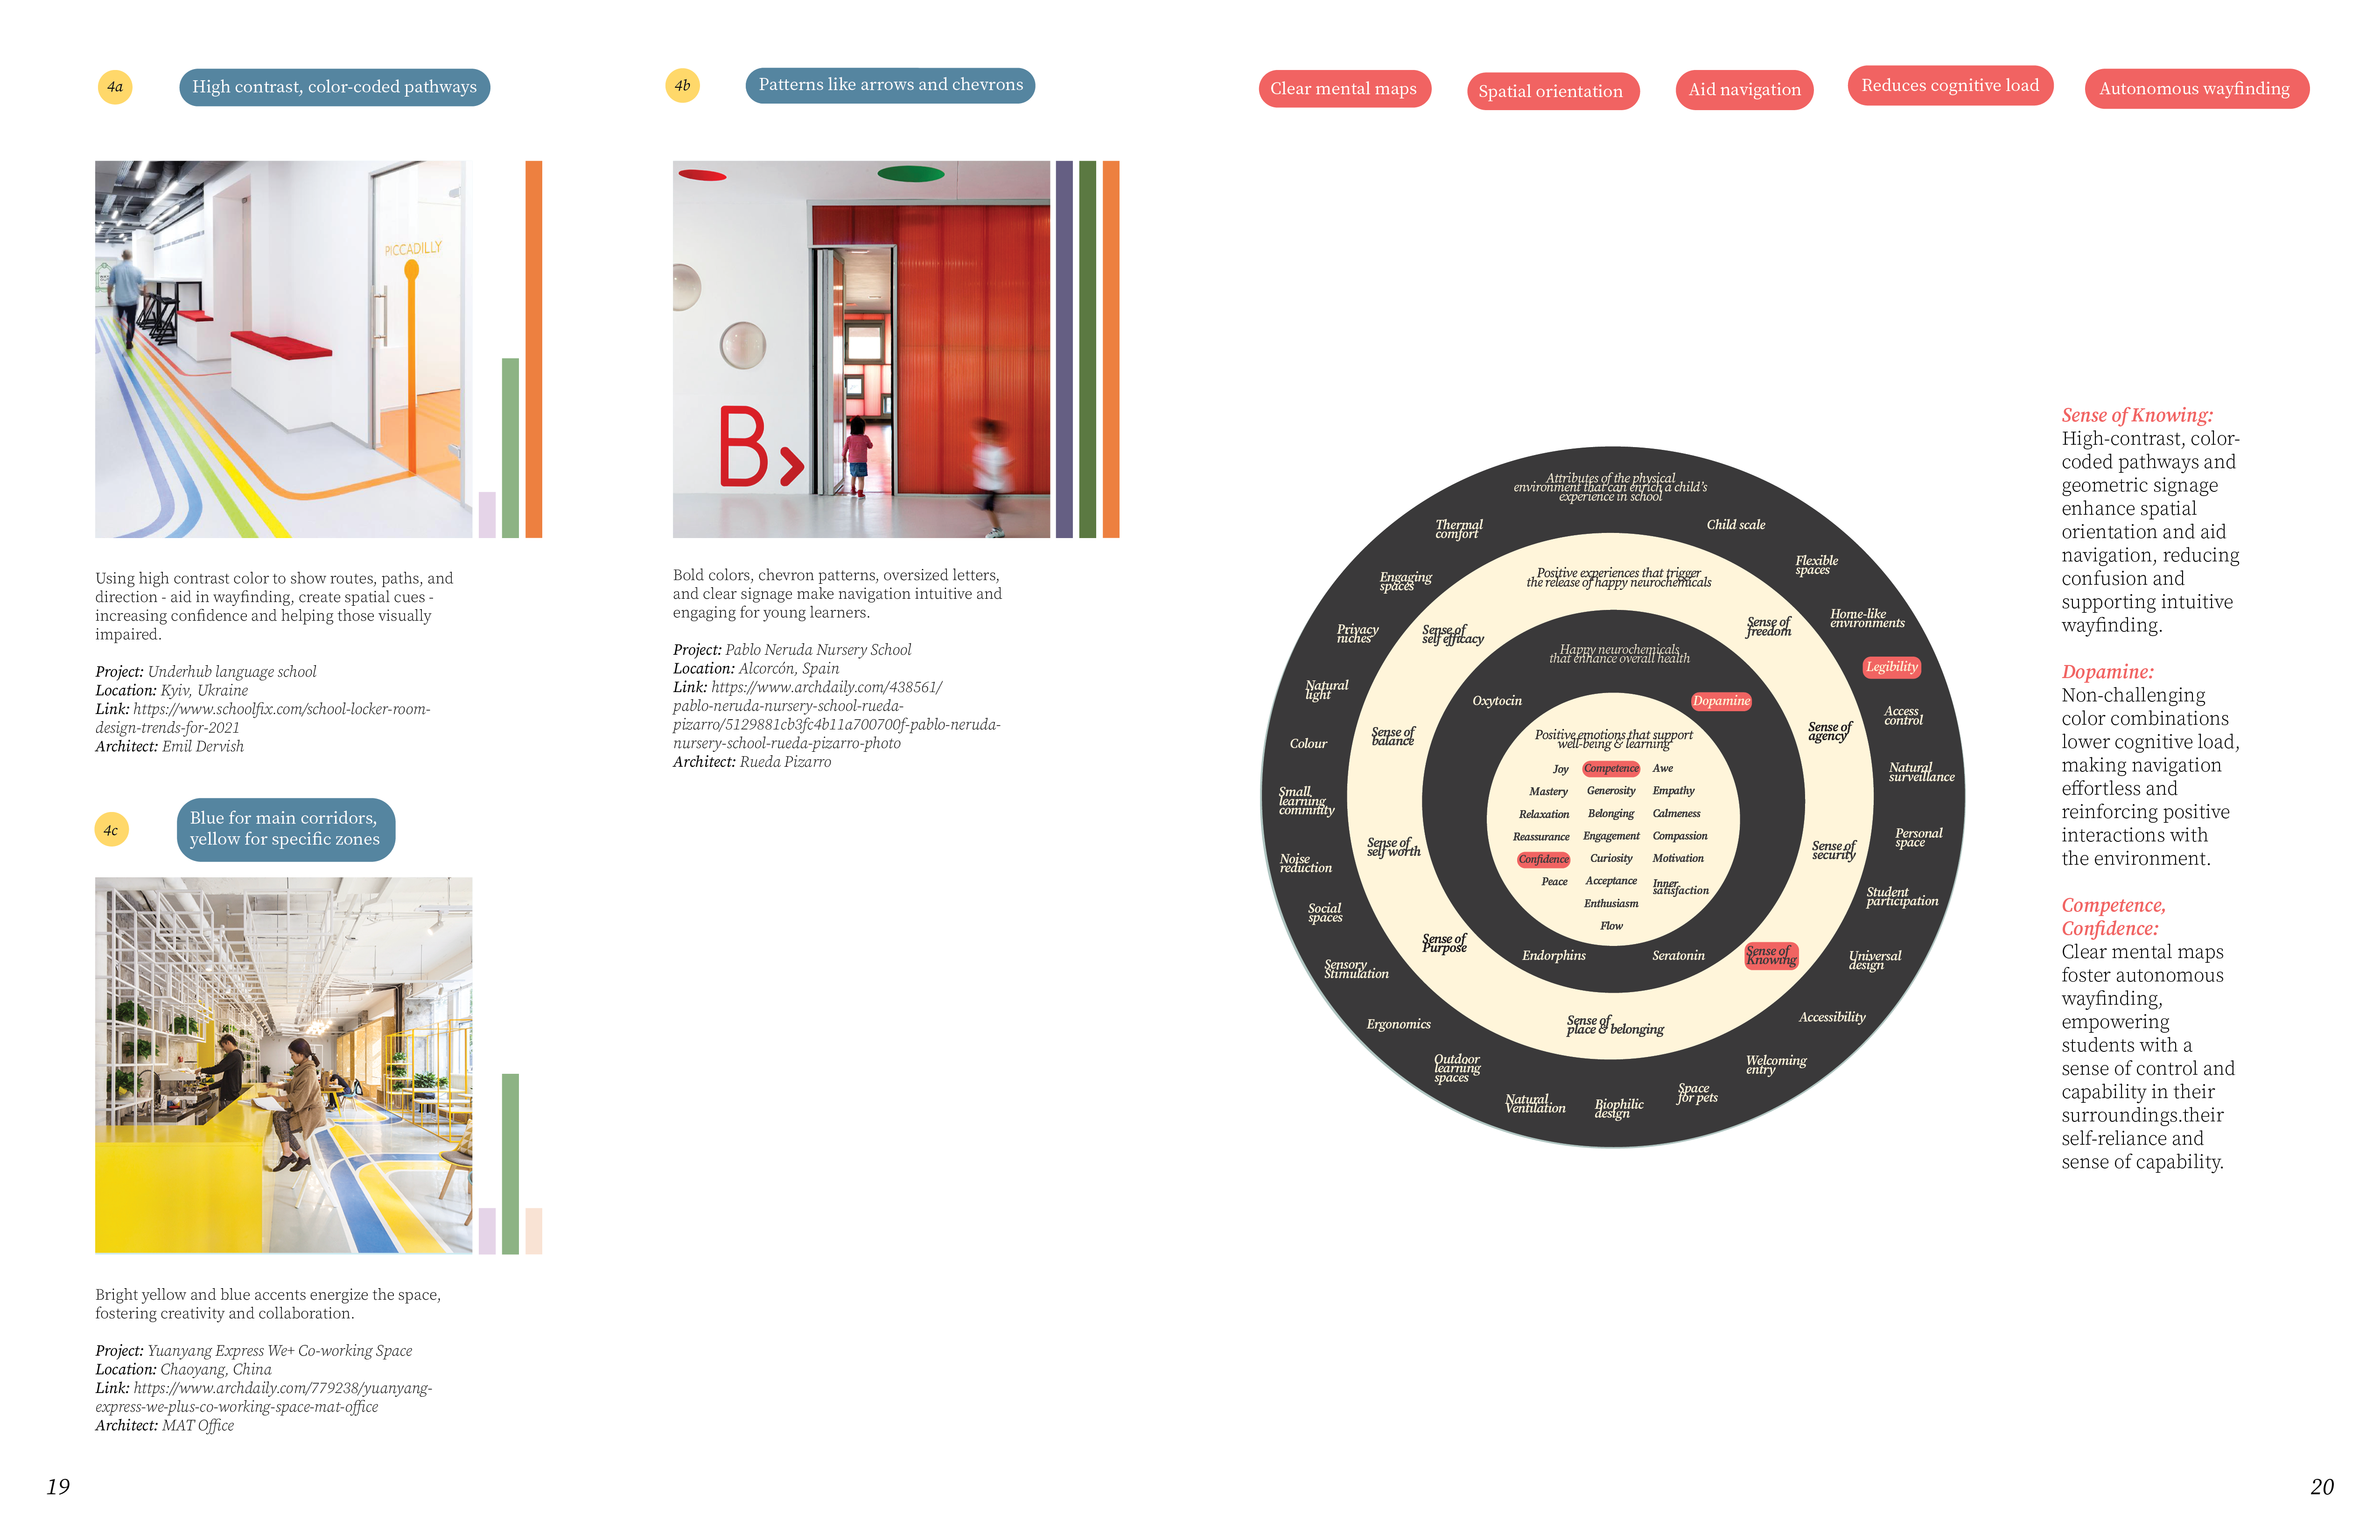 4a
High contrast, color-coded pathways
4b
Patterns like arrows and chevrons
Clear mental maps
Spatial orientation
Aid navigation
Reduces cognitive load
Autonomous wayfinding
PICCADILLY
B>
Using high contrast color to show routes, paths, and
direction - aid in wayfinding, create spatial cues -
increasing confidence and helping those visually
impaired.
Project: Underhub language school
Location: Kyiv, Ukraine
Link: https://www.schoolfix.com/school-locker-room-
design-trends-for-2021
Architect: Emil Dervish
Bold colors, chevron patterns, oversized letters,
and clear signage make navigation intuitive and
engaging for young learners.
Project: Pablo Neruda Nursery School
Location: Alcorcón, Spain
Link: https://www.archdaily.com/438561/
pablo-neruda-nursery-school-rueda-
pizarro/5129881cb3fc4b11a700700f-pablo-neruda-
nursery-school-rueda-pizarro-photo
Architect: Rueda Pizarro
4c
Blue for main corridors,
yellow for specific zones
Bright yellow and blue accents energize the space,
fostering creativity and collaboration.
Project: Yuanyang Express We+ Co-working Space
Location: Chaoyang, China
Link: https://www.archdaily.com/779238/yuanyang-
express-we-plus-co-working-space-mat-office
Architect: MAT Office
19
Attributes of the physical
environment that can enrich a child's
experience in school
Thermal
comfort
Child scale
Engaging
spaces
Flexible
spaces
Privacy
niches
Home-like
environments
Natural
light
Legibility
Colour
Access
control
Small
learning
commnity
Natural
surveillance
Noise
reduction
Personal
space
Social
spaces
Student
participation
Sensory
Stimulation
Universal
design
Ergonomics
Accessibility
Outdoor
learning
spaces
Welcoming
entry
Natural
Ventilation
Biophilic
design
Space
for pets
Positive experiences that trigger
the release of happy neurochemicals
Sense of
self efficacy
Sense of
freedom
Sense of
balance
Sense of
agency
Sense of
self worth
Sense of
security
Sense of
Purpose
Sense of
Knowing
Sense of
place & belonging
Happy neurochemicals
that enhance overall health
Oxytocin
Dopamine
Endorphins
Seratonin
Positive emotions that support
well-being & learning
Joy
Competence
Awe
Mastery
Generosity
Empathy
Relaxation
Belonging
Calmeness
Reassurance
Engagement
Compassion
Confidence
Curiosity
Motivation
Peace
Acceptance
Inner
satisfaction
Enthusiasm
Flow
Sense of Knowing:
High-contrast, color-
coded pathways and
geometric signage
enhance spatial
orientation and aid
navigation, reducing
confusion and
supporting intuitive
wayfinding.
Dopamine:
Non-challenging
color combinations
lower cognitive load,
making navigation
effortless and
reinforcing positive
interactions with
the environment.
Competence,
Confidence:
Clear mental maps
foster autonomous
wayfinding,
empowering
students with a
sense of control and
capability in their
surroundings.their
self-reliance and
sense of capability.
20